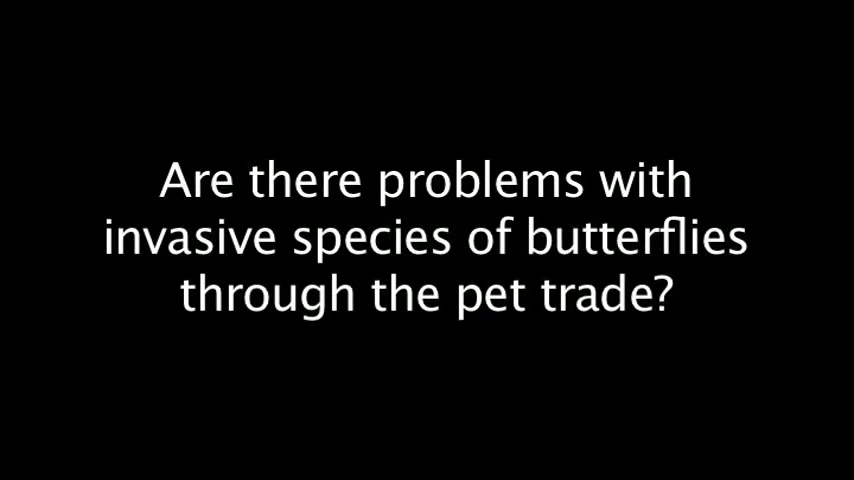 Are there problems with
invasive species of butterflies
through the pet trade?